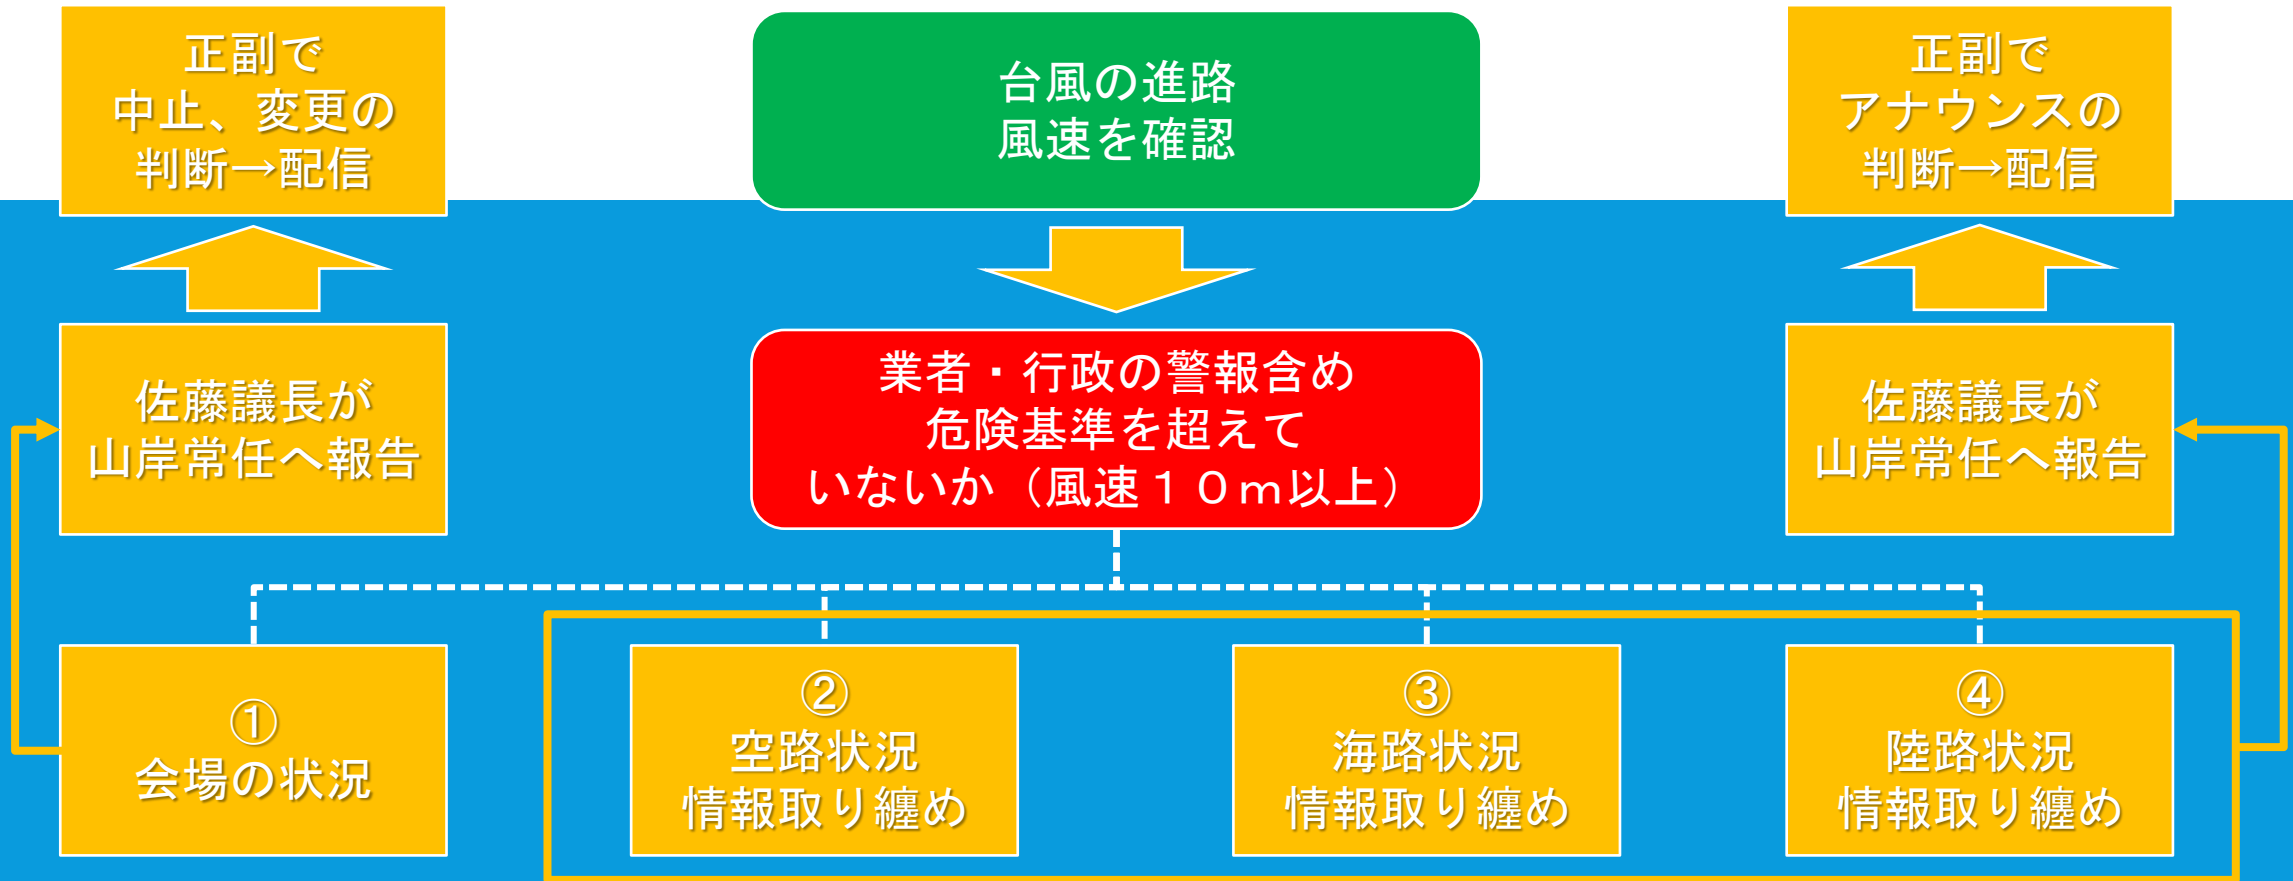 正副で
中止、変更の
判断→配信
台風の進路
風速を確認
正副で
アナウンスの
判断→配信
佐藤議長が
山岸常任へ報告
業者・行政の警報含め
危険基準を超えて
いないか（風速１０ｍ以上）
佐藤議長が
山岸常任へ報告
①
会場の状況
②
空路状況
情報取り纏め
③
海路状況
情報取り纏め
④
陸路状況
情報取り纏め